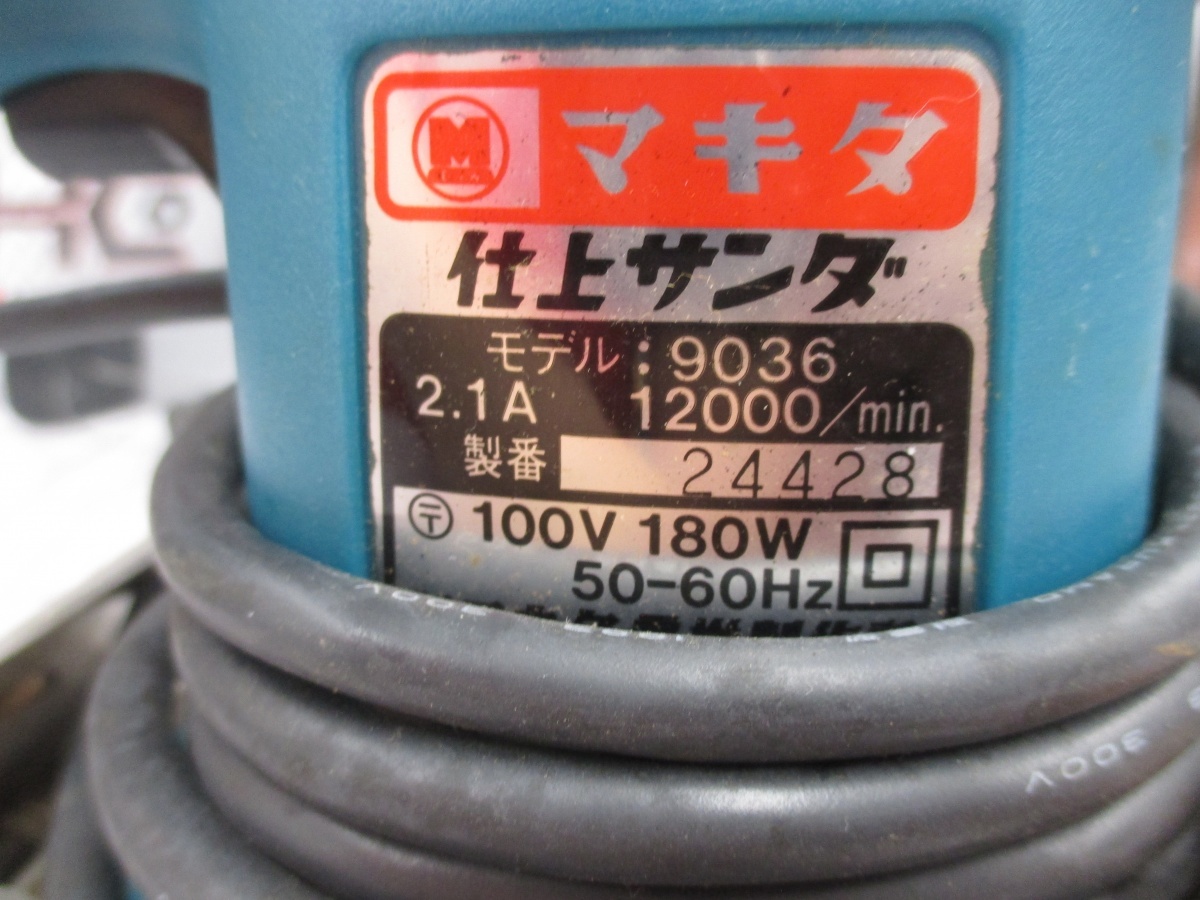 M
マキタ
仕上サンダ
モデル:9036
2.1A 12000/min.
製番 24428
〒 100V 180W
50-60Hz
300V
300V